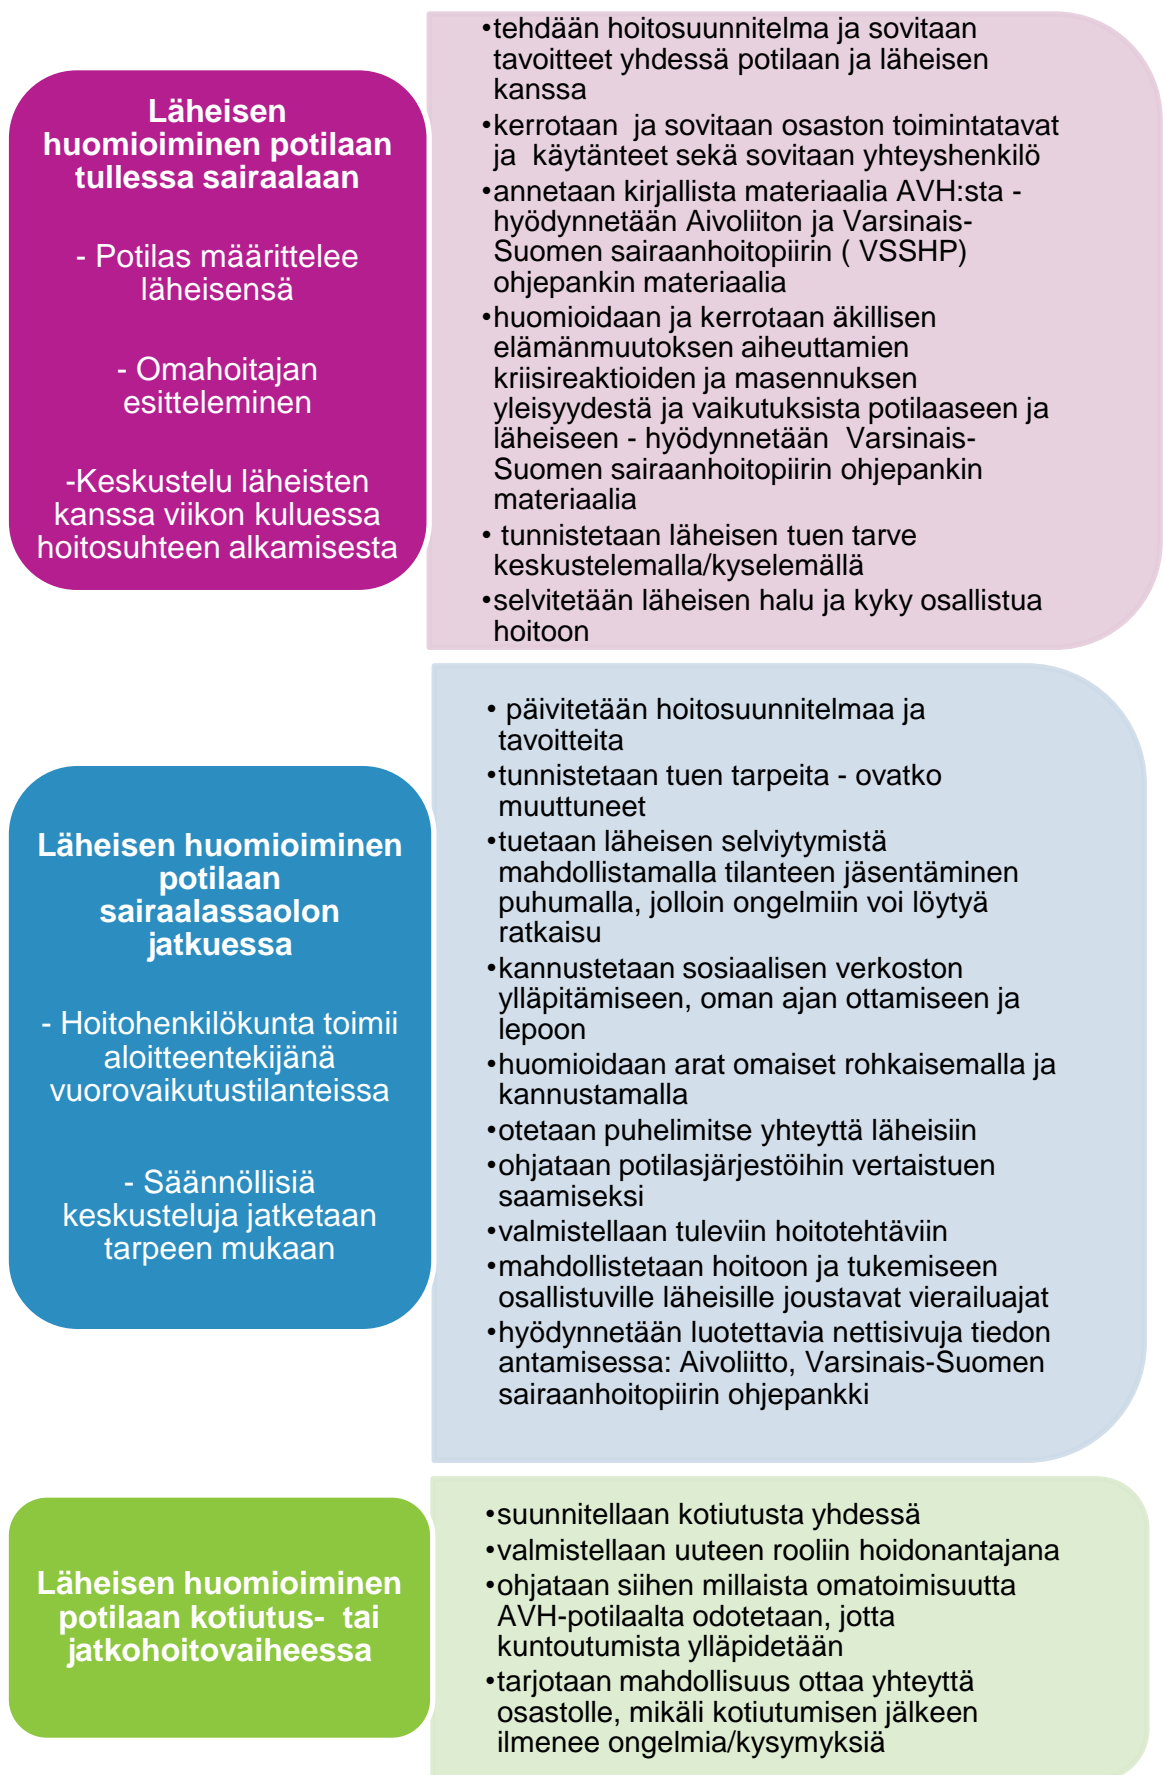 Läheisen
huomioiminen potilaan
tullessa sairaalaan
- Potilas määrittelee
läheisensä
- Omahoitajan
esitteleminen
-Keskustelu läheisten
kanssa viikon kuluessa
hoitosuhteen alkamisesta
•tehdään hoitosuunnitelma ja sovitaan
tavoitteet yhdessä potilaan ja läheisen
kanssa
•kerrotaan ja sovitaan osaston toimintatavat
ja käytänteet sekä sovitaan yhteyshenkilö
•annetaan kirjallista materiaalia AVH:sta -
hyödynnetään Aivoliiton ja Varsinais-
Suomen sairaanhoitopiirin ( VSSHP)
ohjepankin materiaalia
•huomioidaan ja kerrotaan äkillisen
elämänmuutoksen aiheuttamien
kriisireaktioiden ja masennuksen
yleisyydestä ja vaikutuksista potilaaseen ja
läheiseen - hyödynnetään Varsinais-
Suomen sairaanhoitopiirin ohjepankin
materiaalia
• tunnistetaan läheisen tuen tarve
keskustelemalla/kyselemällä
•selvitetään läheisen halu ja kyky osallistua
hoitoon
Läheisen huomioiminen
potilaan
sairaalassaolon
jatkuessa
- Hoitohenkilökunta toimii
aloitteentekijänä
vuorovaikutustilanteissa
- Säännöllisiä
keskusteluja jatketaan
tarpeen mukaan
• päivitetään hoitosuunnitelmaa ja
tavoitteita
•tunnistetaan tuen tarpeita - ovatko
muuttuneet
•tuetaan läheisen selviytymistä
mahdollistamalla tilanteen jäsentäminen
puhumalla, jolloin ongelmiin voi löytyä
ratkaisu
•kannustetaan sosiaalisen verkoston
ylläpitämiseen, oman ajan ottamiseen ja
lepoon
•huomioidaan arat omaiset rohkaisemalla ja
kannustamalla
•otetaan puhelimitse yhteyttä läheisiin
•ohjataan potilasjärjestöihin vertaistuen
saamiseksi
•valmistellaan tuleviin hoitotehtäviin
•mahdollistetaan hoitoon ja tukemiseen
osallistuville läheisille joustavat vierailuajat
•hyödynnetään luotettavia nettisivuja tiedon
antamisessa: Aivoliitto, Varsinais-Suomen
sairaanhoitopiirin ohjepankki
Läheisen huomioiminen
potilaan kotiutus- tai
jatkohoitovaiheessa
•suunnitellaan kotiutusta yhdessä
•valmistellaan uuteen rooliin hoidonantajana
•ohjataan siihen millaista omatoimisuutta
AVH-potilaalta odotetaan, jotta
kuntoutumista ylläpidetään
•tarjotaan mahdollisuus ottaa yhteyttä
osastolle, mikäli kotiutumisen jälkeen
ilmenee ongelmia/kysymyksiä